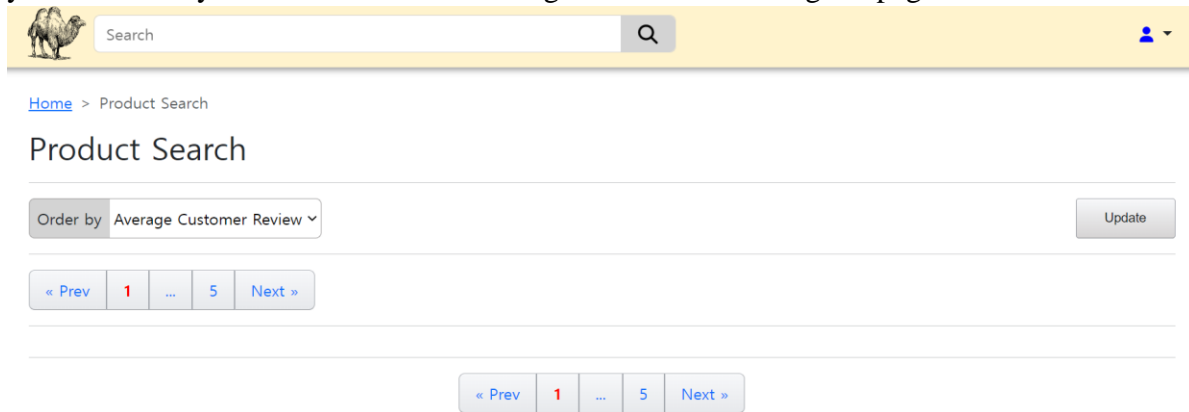 Search
Home > Product Search
Product Search
Order by Average Customer Review
Update
« Prev 1 ... 5 Next »
« Prev 1 ... 5 Next »